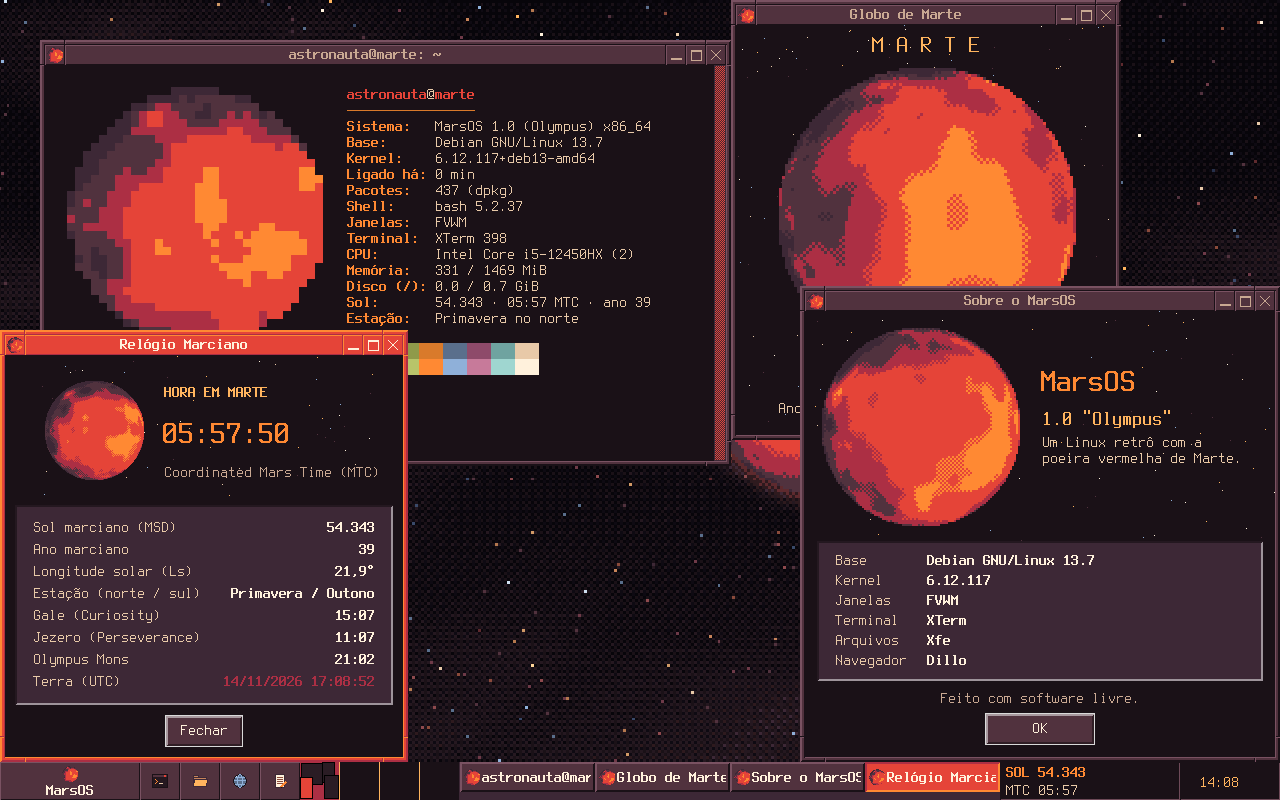 astronauta@marte: ~
astronauta@marte
Sistema: MarsOS 1.0 (Olympus) x86_64
Base: Debian GNU/Linux 13.7
Kernel: 6.12.117+deb13-amd64
Ligado há: 0 min
Pacotes: 437 (dpkg)
Shell: bash 5.2.37
Janelas: FVWM
Terminal: XTerm 398
CPU: Intel Core i5-12450HX (2)
Memória: 331 / 1469 MiB
Disco (/): 0.0 / 0.7 GiB
Sol: 54.343 · 05:57 MTC · ano 39
Estação: Primavera no norte
Globo de Marte
MARTE
Sobre o MarsOS
MarsOS
1.0 "Olympus"
Um Linux retrô com a
poeira vermelha de Marte.
Base Debian GNU/Linux 13.7
Kernel 6.12.117
Janelas FVWM
Terminal XTerm
Arquivos Xfe
Navegador Dillo
Feito com software livre.
OK
Relógio Marciano
HORA EM MARTE
05:57:50
Coordinated Mars Time (MTC)
Sol marciano (MSD) 54.343
Ano marciano 39
Longitude solar (Ls) 21,9°
Estação (norte / sul) Primavera / Outono
Gale (Curiosity) 15:07
Jezero (Perseverance) 11:07
Olympus Mons 21:02
Terra (UTC) 14/11/2026 17:08:52
Fechar
MarsOS
astronauta@mar
Globo de Marte
Sobre o MarsOS
Relógio Marcia
SOL 54.343
MTC 05:57
14:08